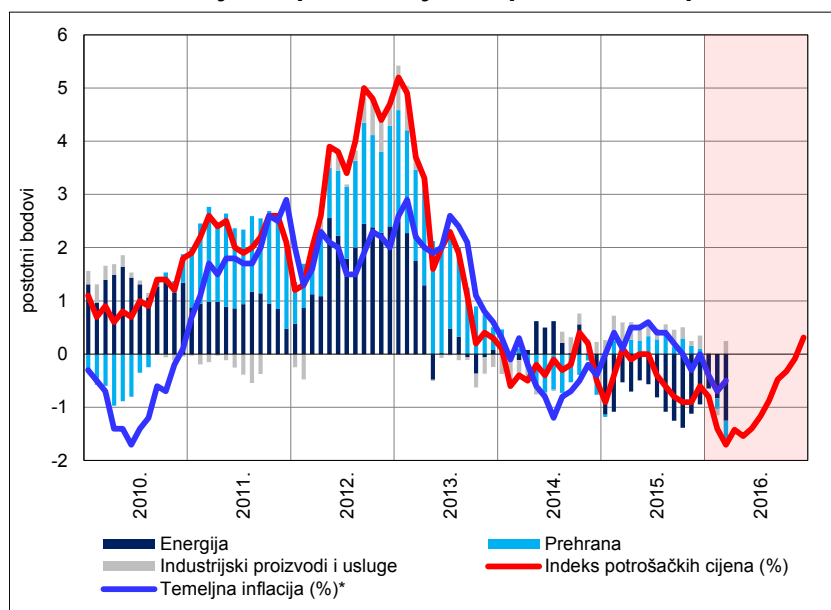 6
5
4
3
2
1
0
-1
-2
postotni bodovi
2010.
2011.
2012.
2013.
2014.
2015.
2016.
Energija
Prehrana
Industrijski proizvodi i usluge
Indeks potrošačkih cijena (%)
Temeljna inflacija (%)*